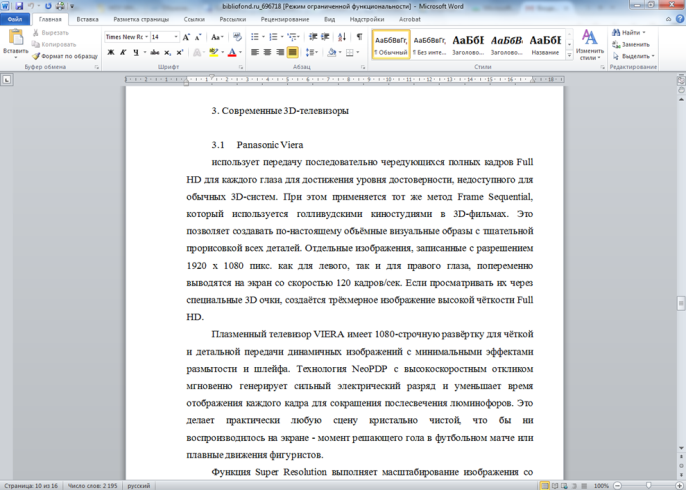 bibliofond.ru_696718 [Режим ограниченной функциональности] - Microsoft Word
Файл Главная Вставка Разметка страницы Ссылки Рассылки Рецензирование Вид Надстройки Acrobat
Вставить
Вырезать
Копировать
Формат по образцу
Буфер обмена
Times New Ro 14
Ж К Ч
Шрифт
Абзац
АаБбВвГг, АаБбВвГг, АаБбЕ АаБбВв АаБбЕ
¶ Обычный ¶ Без инте... Заголово... Заголово... Название
Стили
Изменить стили
Найти
Заменить
Выделить
Редактирование
3. Современные 3D-телевизоры
3.1 Panasonic Viera
использует передачу последовательно чередующихся полных кадров Full
HD для каждого глаза для достижения уровня достоверности, недоступного для
обычных 3D-систем. При этом применяется тот же метод Frame Sequential,
который используется голливудскими киностудиями в 3D-фильмах. Это
позволяет создавать по-настоящему объёмные визуальные образы с тщательной
прорисовкой всех деталей. Отдельные изображения, записанные с разрешением
1920 x 1080 пикс. как для левого, так и для правого глаза, попеременно
выводятся на экран со скоростью 120 кадров/сек. Если просматривать их через
специальные 3D очки, создаётся трёхмерное изображение высокой чёткости Full
HD.
Плазменный телевизор VIERA имеет 1080-строчную развёртку для чёткой
и детальной передачи динамичных изображений с минимальными эффектами
размытости и шлейфа. Технология NeoPDP с высокоскоростным откликом
мгновенно генерирует сильный электрический разряд и уменьшает время
отображения каждого кадра для сокращения послесвечения люминофоров. Это
делает практически любую сцену кристально чистой, что бы ни
воспроизводилось на экране - момент решающего гола в футбольном матче или
плавные движения фигуристов.
Функция Super Resolution выполняет масштабирование изображения со
Страница: 10 из 16 Число слов: 2 195 русский 100%